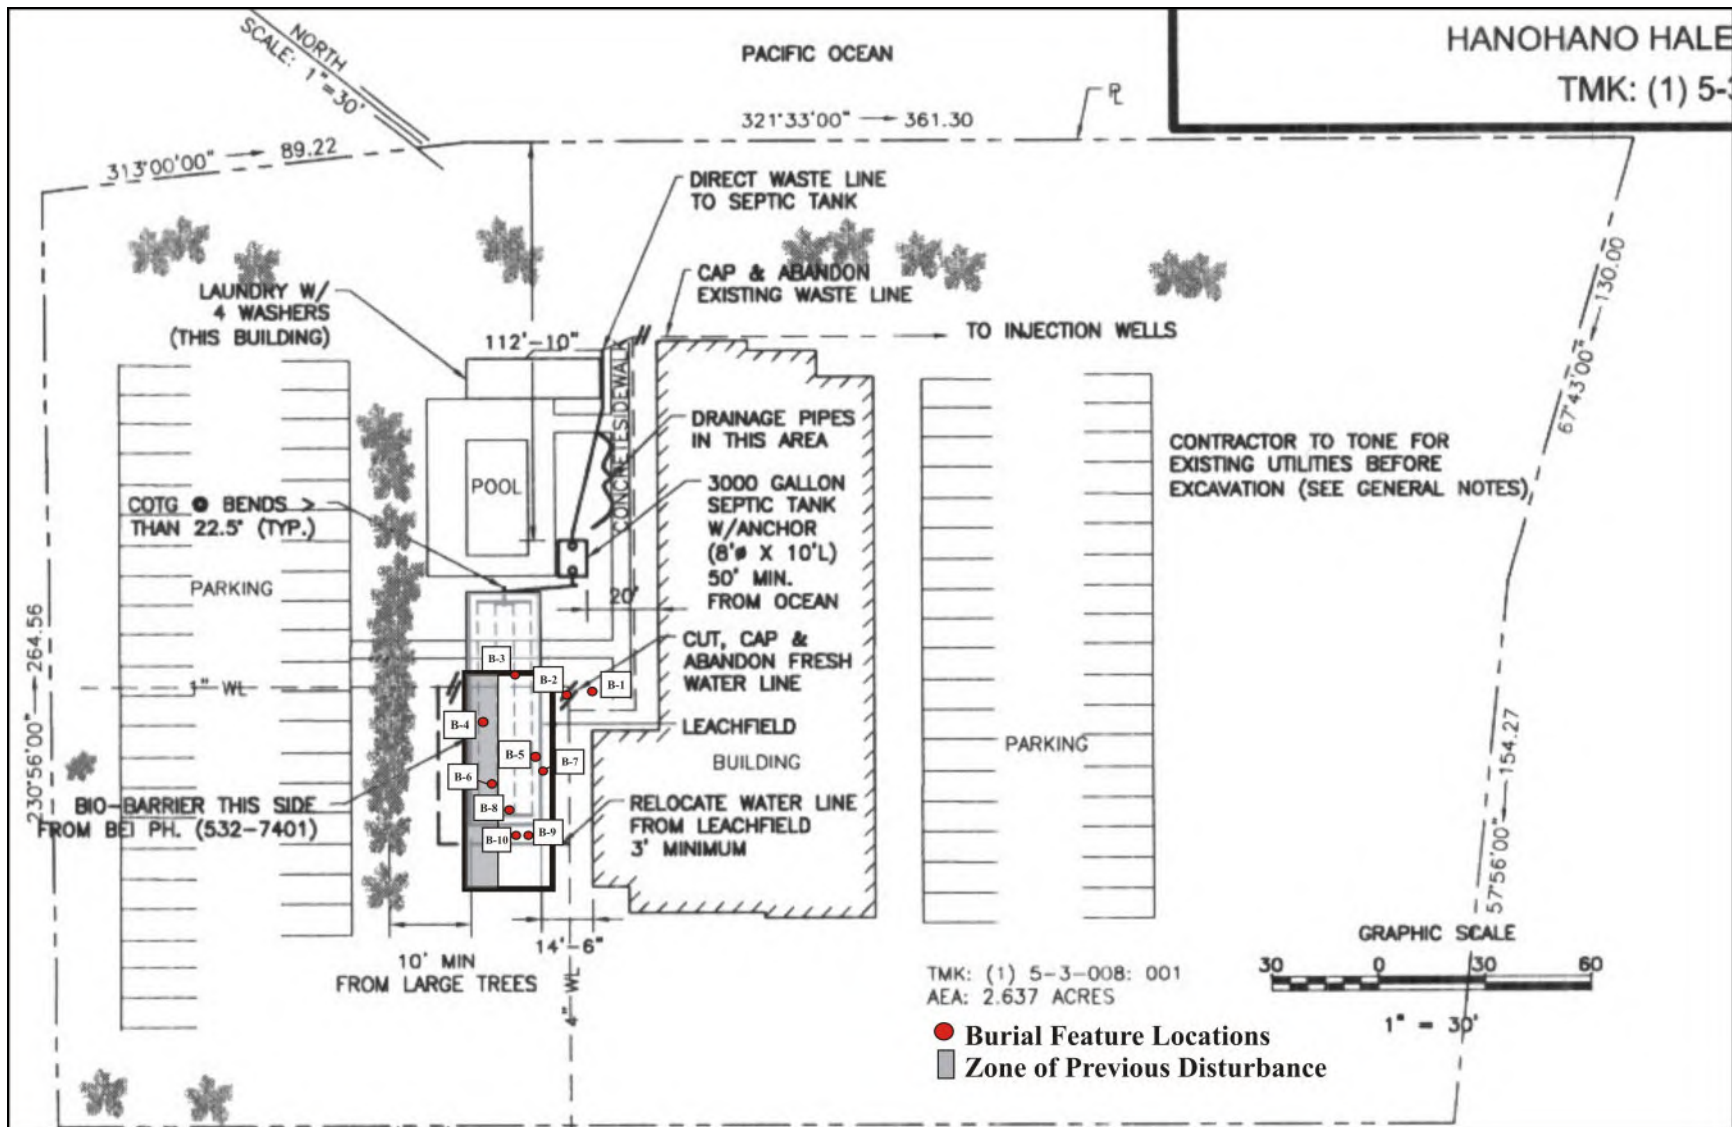 HANOHANO HALE
TMK: (1) 5-3
NORTH
SCALE: 1"=30'
PACIFIC OCEAN
321°33'00" 361.30
PL
313°00'00" 89.22
DIRECT WASTE LINE
TO SEPTIC TANK
67°43'00" 130.00
CAP & ABANDON
EXISTING WASTE LINE
LAUNDRY W/
4 WASHERS
(THIS BUILDING)
TO INJECTION WELLS
112'-10"
CONCRETE SIDEWALK
DRAINAGE PIPES
IN THIS AREA
CONTRACTOR TO TONE FOR
EXISTING UTILITIES BEFORE
EXCAVATION (SEE GENERAL NOTES)
POOL
3000 GALLON
SEPTIC TANK
W/ANCHOR
(8'ø X 10'L)
50' MIN.
FROM OCEAN
COTG @ BENDS >
THAN 22.5° (TYP.)
PARKING
20'
230°56'00" 264.56
CUT, CAP &
ABANDON FRESH
WATER LINE
B-3
B-2
B-1
1" WL
B-4
LEACHFIELD
PARKING
B-5
B-7
BUILDING
57°56'00" 154.27
B-6
BIO-BARRIER THIS SIDE
FROM BEI PH. (532-7401)
B-8
RELOCATE WATER LINE
FROM LEACHFIELD
3' MINIMUM
B-10
B-9
14'-6"
10' MIN
FROM LARGE TREES
4" WL
GRAPHIC SCALE
30 0 30 60
1" = 30'
TMK: (1) 5-3-008: 001
AEA: 2.637 ACRES
Burial Feature Locations
Zone of Previous Disturbance